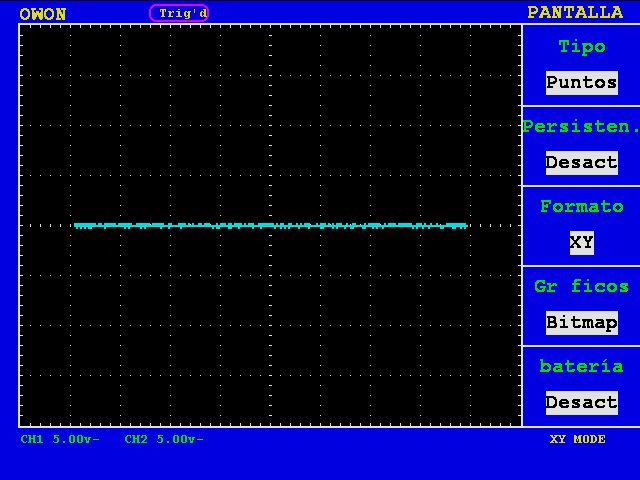 OWON Trig'd PANTALLA
Tipo
Puntos
Persisten.
Desact
Formato
XY
Gr ficos
Bitmap
batería
Desact
CH1 5.00v~ CH2 5.00v~ XY MODE